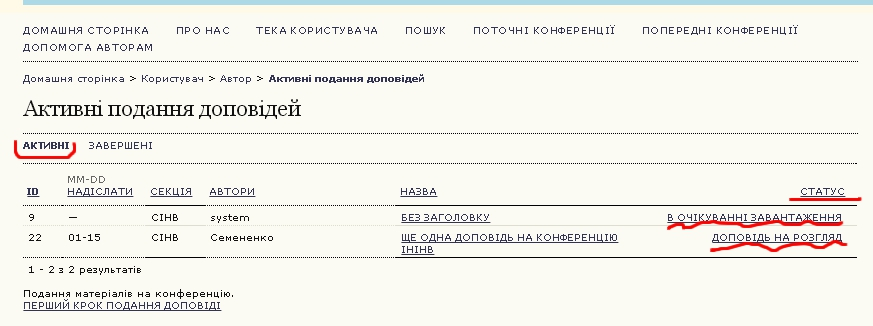 ДОМАШНЯ СТОРІНКА ПРО НАС ТЕКА КОРИСТУВАЧА ПОШУК ПОТОЧНІ КОНФЕРЕНЦІЇ ПОПЕРЕДНІ КОНФЕРЕНЦІЇ
ДОПОМОГА АВТОРАМ
Домашня сторінка > Користувач > Автор > Активні подання доповідей
Активні подання доповідей
АКТИВНІ ЗАВЕРШЕНІ
MM-DD
ID НАДІСЛАТИ СЕКЦІЯ АВТОРИ НАЗВА СТАТУС
9 — СІНВ system БЕЗ ЗАГОЛОВКУ В ОЧІКУВАННІ ЗАВАНТАЖЕННЯ
22 01-15 СІНВ Семененко ЩЕ ОДНА ДОПОВІДЬ НА КОНФЕРЕНЦІЮ ДОПОВІДЬ НА РОЗГЛЯД
ІНІНВ
1 - 2 з 2 результатів
Подання матеріалів на конференцію.
ПЕРШИЙ КРОК ПОДАННЯ ДОПОВІДІ